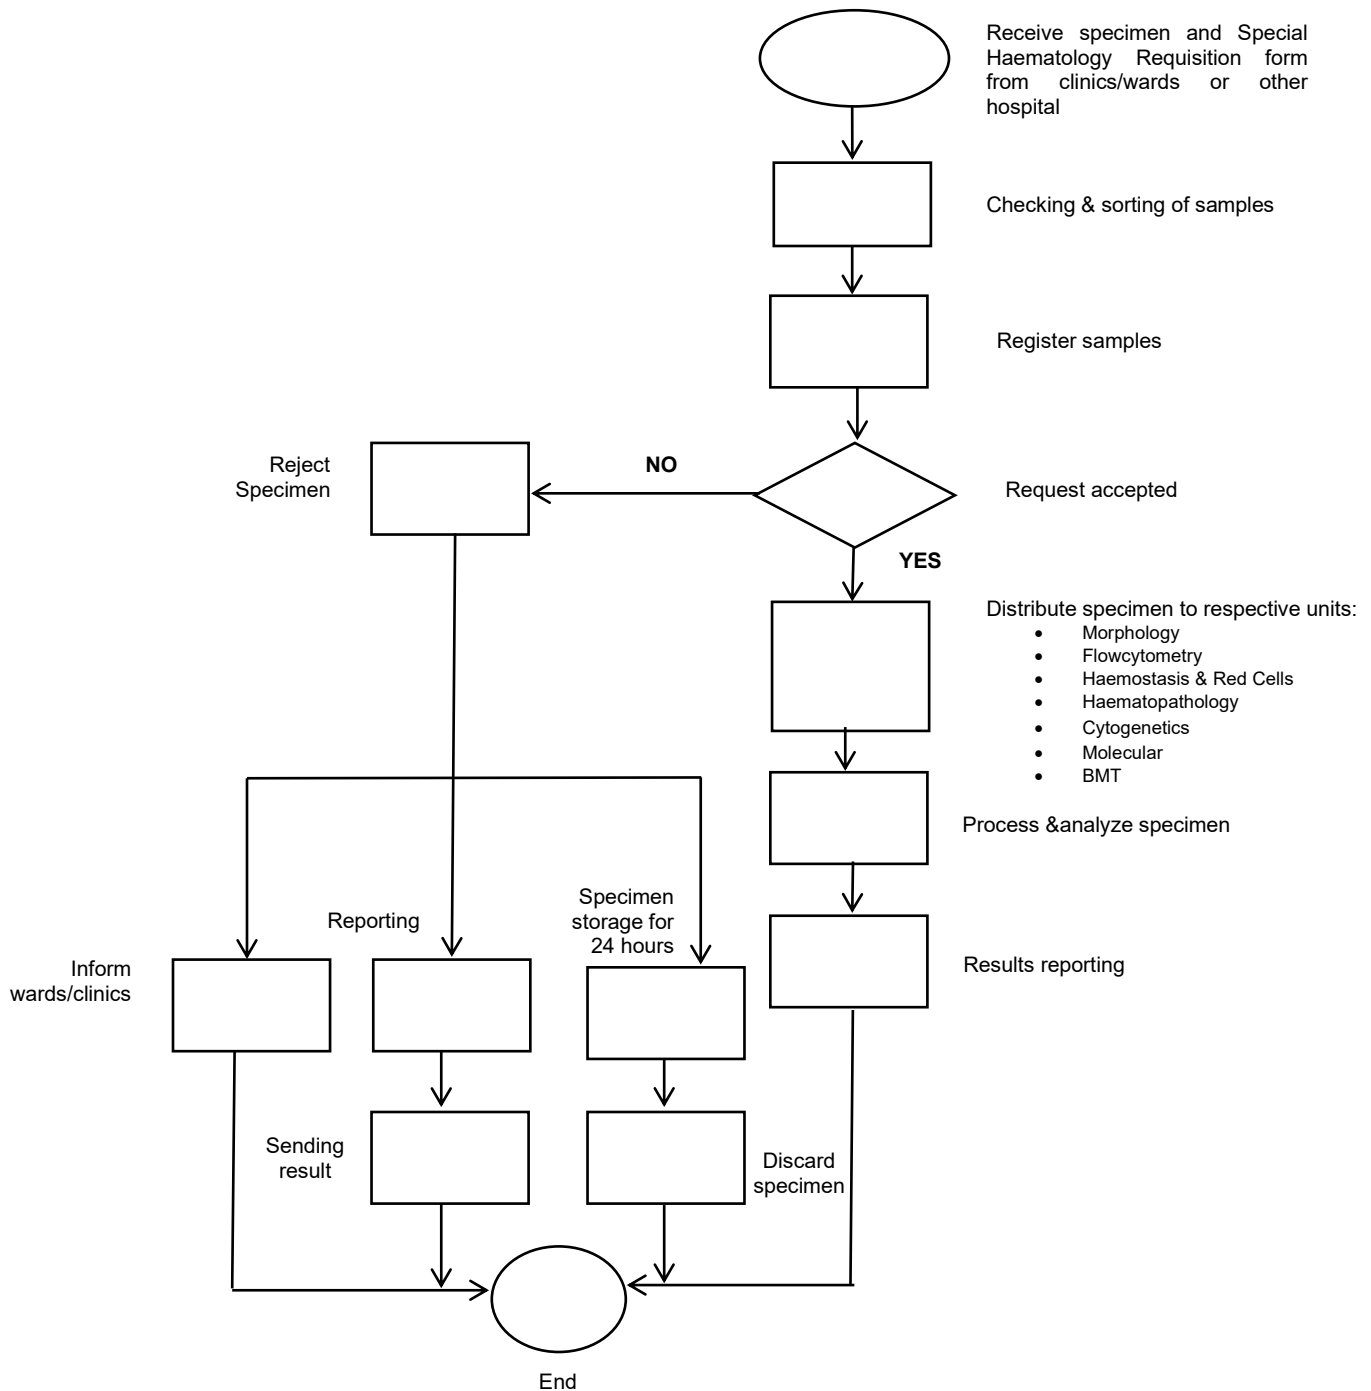 Receive specimen and Special
Haematology Requisition form
from clinics/wards or other
hospital
Checking & sorting of samples
Register samples
Reject
Specimen
NO
Request accepted
YES
Distribute specimen to respective units:
• Morphology
• Flowcytometry
• Haemostasis & Red Cells
• Haematopathology
• Cytogenetics
• Molecular
• BMT
Process &analyze specimen
Specimen
storage for
24 hours
Reporting
Inform
wards/clinics
Results reporting
Sending
result
Discard
specimen
End